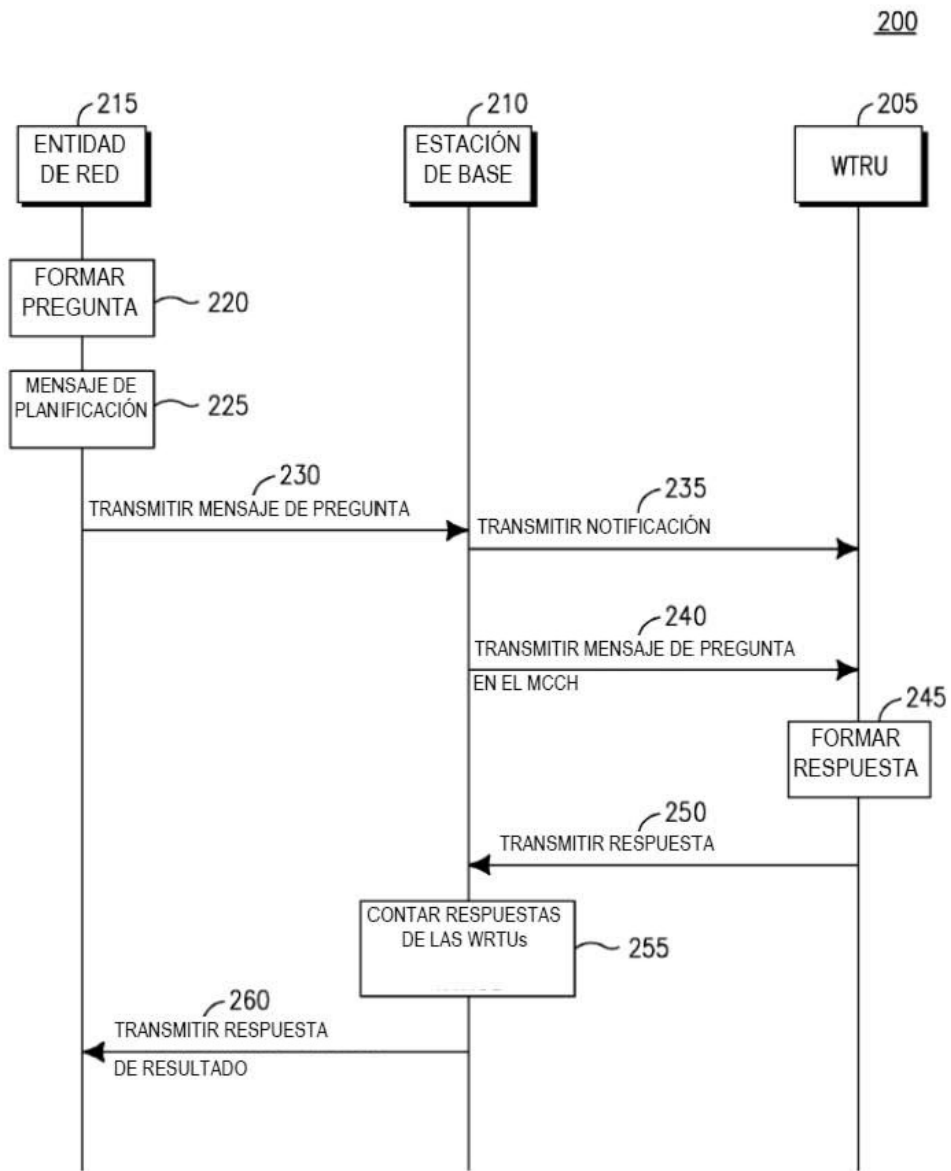 200
215
210
205
ENTIDAD
DE RED
ESTACIÓN
DE BASE
WTRU
FORMAR
PREGUNTA
220
MENSAJE DE
PLANIFICACIÓN
225
230
TRANSMITIR MENSAJE DE PREGUNTA
235
TRANSMITIR NOTIFICACIÓN
240
TRANSMITIR MENSAJE DE PREGUNTA
EN EL MCCH
245
FORMAR
RESPUESTA
250
TRANSMITIR RESPUESTA
CONTAR RESPUESTAS
DE LAS WRTUs
255
260
TRANSMITIR RESPUESTA
DE RESULTADO